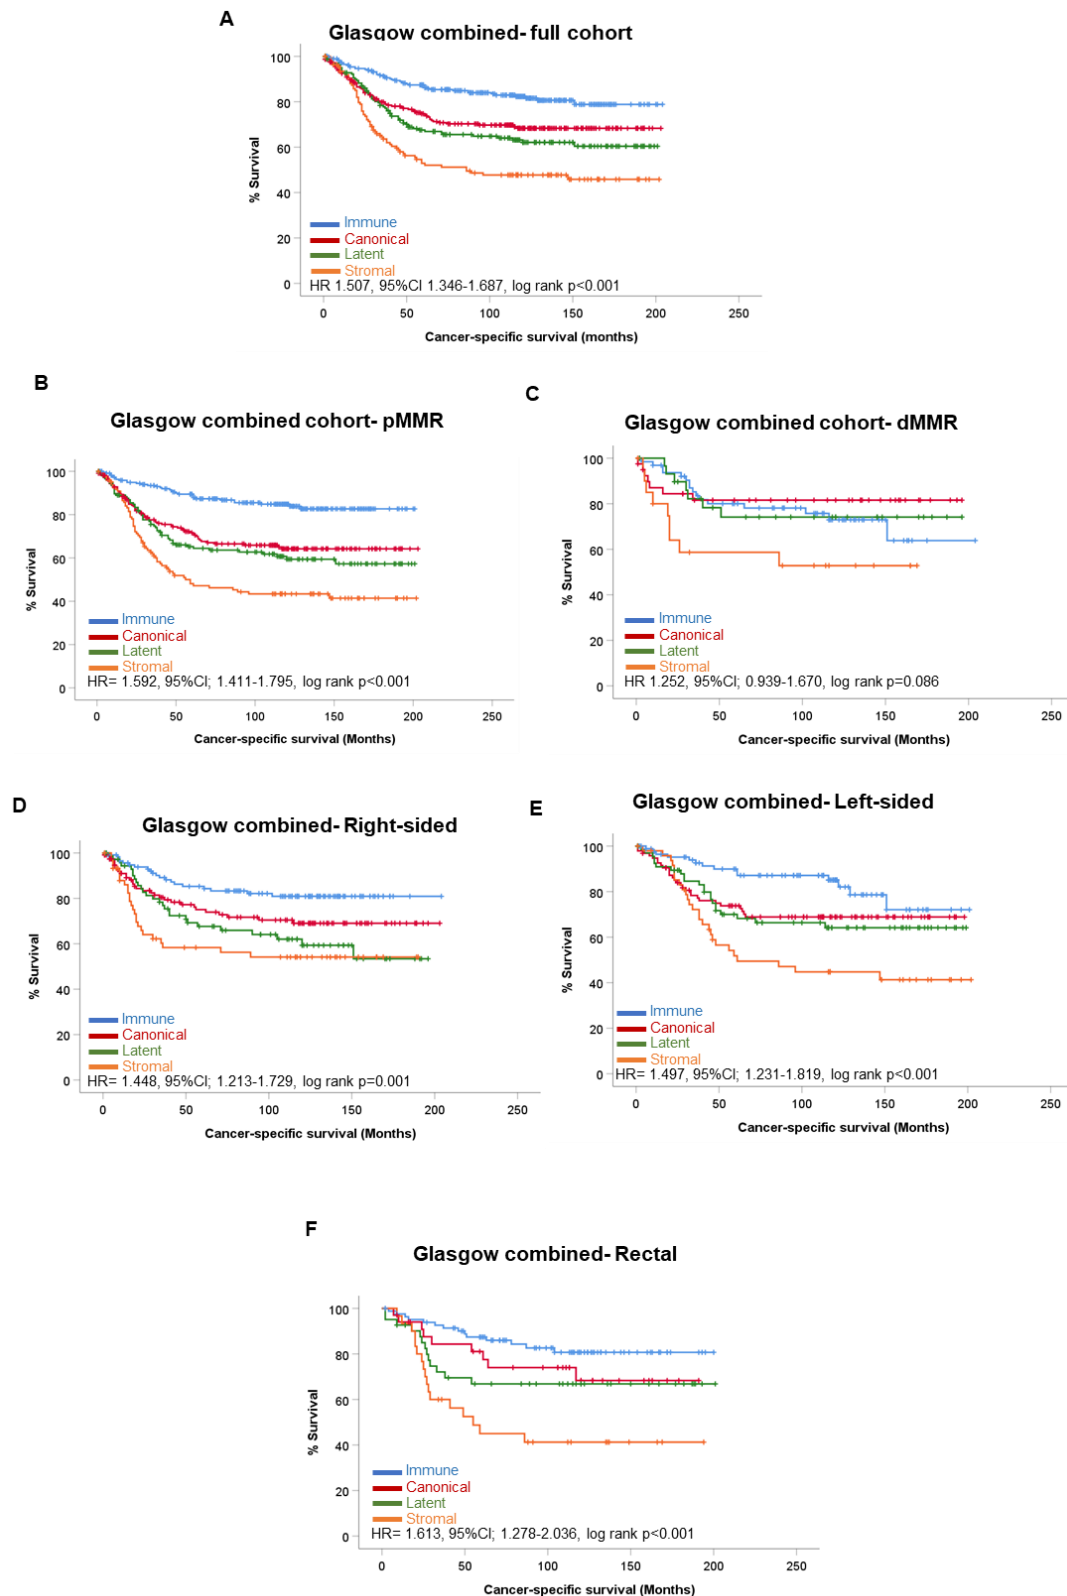 A
Glasgow combined- full cohort
100
80
60
40
20
0
% Survival
Immune
Canonical
Latent
Stromal
HR 1.507, 95%CI 1.346-1.687, log rank p<0.001
0 50 100 150 200 250
Cancer-specific survival (months)
B
Glasgow combined cohort- pMMR
100
80
60
40
20
0
% Survival
Immune
Canonical
Latent
Stromal
HR= 1.592, 95%CI; 1.411-1.795, log rank p<0.001
0 50 100 150 200 250
Cancer-specific survival (Months)
C
Glasgow combined cohort- dMMR
100
80
60
40
20
0
% Survival
Immune
Canonical
Latent
Stromal
HR 1.252, 95%CI; 0.939-1.670, log rank p=0.086
0 50 100 150 200 250
Cancer-specific survival (Months)
D
Glasgow combined- Right-sided
100
80
60
40
20
0
% Survival
Immune
Canonical
Latent
Stromal
HR= 1.448, 95%CI; 1.213-1.729, log rank p=0.001
0 50 100 150 200 250
Cancer-specific survival (Months)
E
Glasgow combined- Left-sided
100
80
60
40
20
0
% Survival
Immune
Canonical
Latent
Stromal
HR= 1.497, 95%CI; 1.231-1.819, log rank p<0.001
0 50 100 150 200 250
Cancer-specific survival (Months)
F
Glasgow combined- Rectal
100
80
60
40
20
0
% Survival
Immune
Canonical
Latent
Stromal
HR= 1.613, 95%CI; 1.278-2.036, log rank p<0.001
0 50 100 150 200 250
Cancer-specific survival (Months)